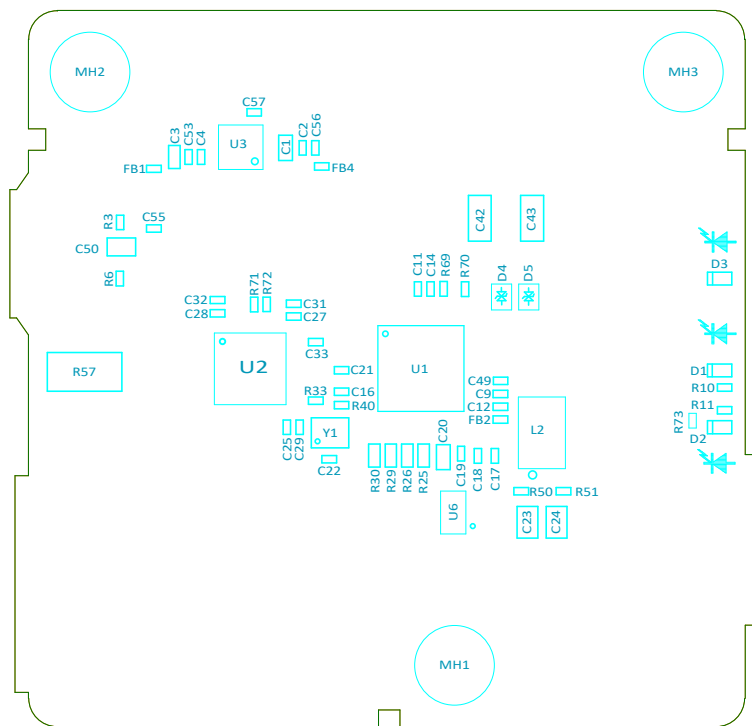 MH2
MH3
C57
C3
C53
C4
U3
C1
C2
C56
FB1
FB4
R3
C55
C50
R6
C42
C43
D3
C11
C14
R69
R70
D4
D5
C32
C28
R71
R72
C31
C27
C33
U2
U1
R57
C21
C16
R33
R40
C49
C9
C12
FB2
D1
R10
R11
R73
D2
C25
C29
Y1
C22
L2
R30
R29
R26
R25
C20
C19
C18
C17
R50
R51
U6
C23
C24
MH1